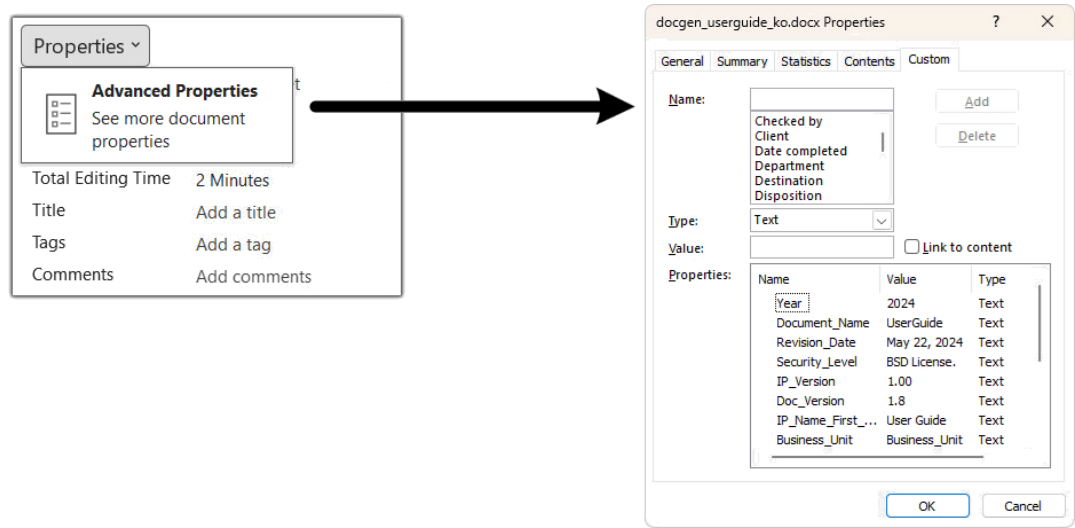 Properties
t
Advanced Properties
See more document
properties
Total Editing Time 2 Minutes
Title Add a title
Tags Add a tag
Comments Add comments
docgen_userguide_ko.docx Properties ? X
General Summary Statistics Contents Custom
Name: Add
Checked by
Client
Date completed
Department
Destination
Disposition
Delete
Type: Text
Value: Link to content
Properties: Name Value Type
Year 2024 Text
Document_Name UserGuide Text
Revision_Date May 22, 2024 Text
Security_Level BSD License. Text
IP_Version 1.00 Text
Doc_Version 1.8 Text
IP_Name_First_... User Guide Text
Business_Unit Business_Unit Text
OK Cancel